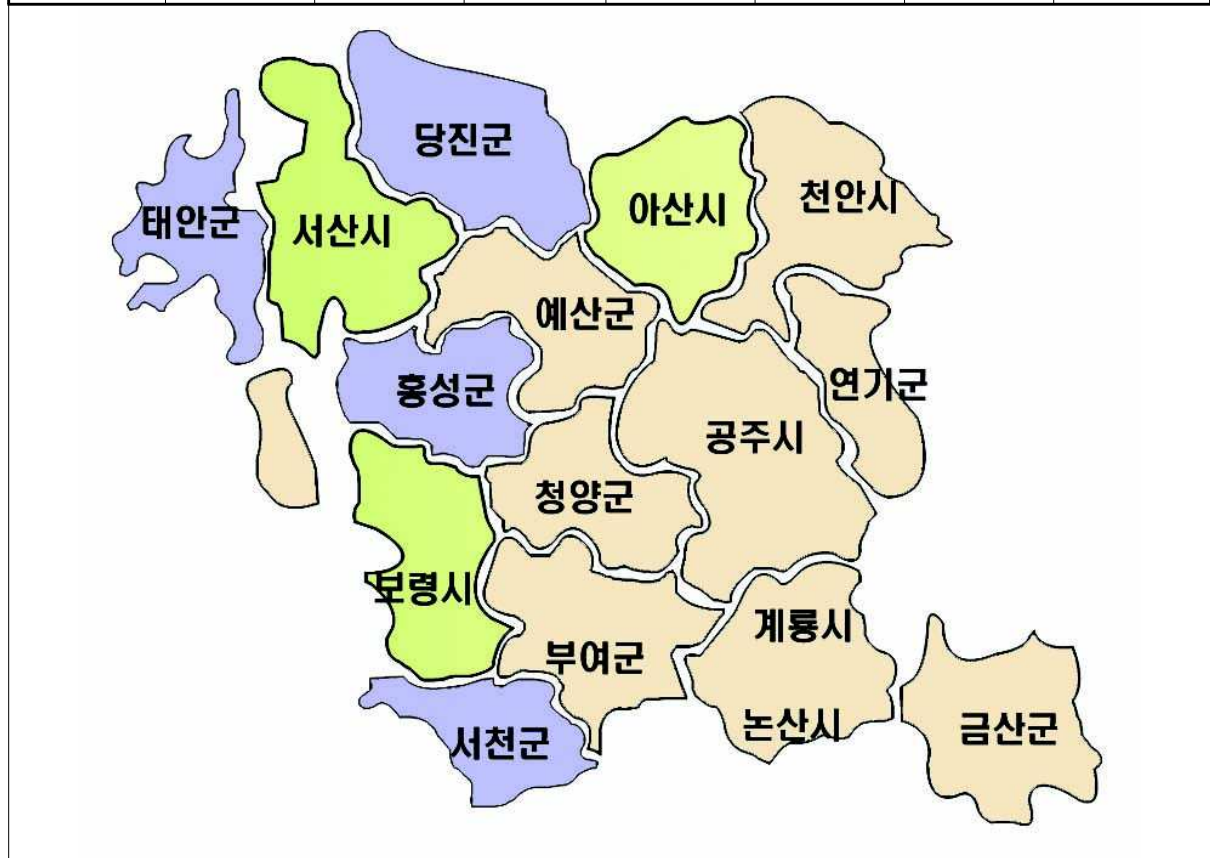 당진군
천안시
아산시
태안군
서산시
예산군
홍성군
연기군
공주시
청양군
보령시
계룡시
부여군
논산시
서천군
금산군